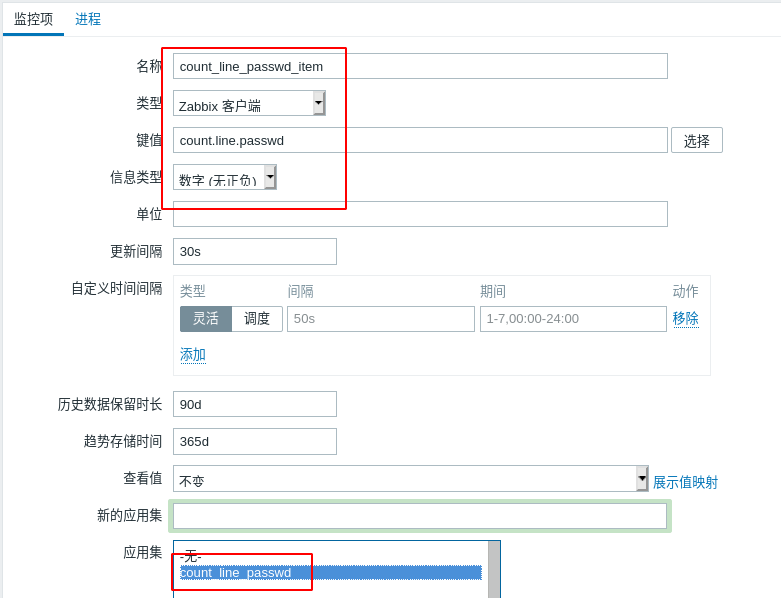 监控项 进程
名称 count_line_passwd_item
类型 Zabbix 客户端
键值 count.line.passwd 选择
信息类型 数字 (无正负)
单位
更新间隔 30s
自定义时间间隔 类型 间隔 期间 动作
灵活 调度 50s 1-7,00:00-24:00 移除
添加
历史数据保留时长 90d
趋势存储时间 365d
查看值 不变 展示值映射
新的应用集
应用集 -无-
count_line_passwd